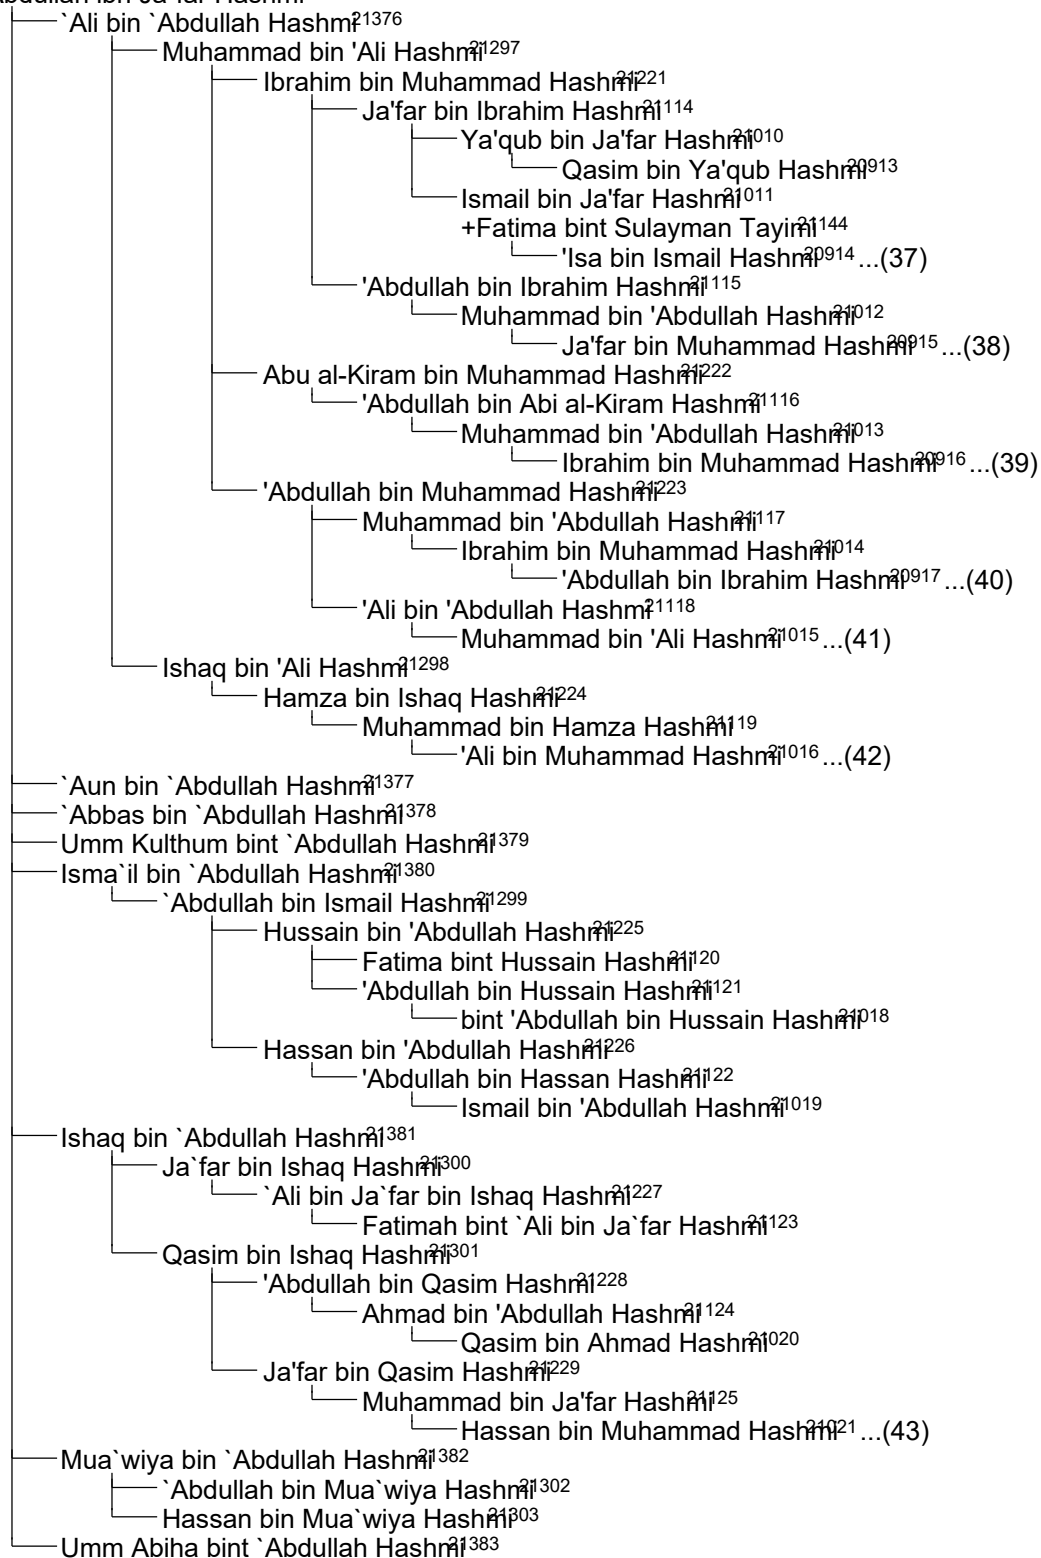 `Ali bin `Abdullah Hashmi21376
Muhammad bin 'Ali Hashmi21297
Ibrahim bin Muhammad Hashmi21221
Ja'far bin Ibrahim Hashmi21114
Ya'qub bin Ja'far Hashmi21010
Qasim bin Ya'qub Hashmi20913
Ismail bin Ja'far Hashmi21011
+Fatima bint Sulayman Tayimi21144
'Isa bin Ismail Hashmi20914 ...(37)
'Abdullah bin Ibrahim Hashmi21115
Muhammad bin 'Abdullah Hashmi21012
Ja'far bin Muhammad Hashmi20915 ...(38)
Abu al-Kiram bin Muhammad Hashmi21222
'Abdullah bin Abi al-Kiram Hashmi21116
Muhammad bin 'Abdullah Hashmi21013
Ibrahim bin Muhammad Hashmi20916 ...(39)
'Abdullah bin Muhammad Hashmi21223
Muhammad bin 'Abdullah Hashmi21117
Ibrahim bin Muhammad Hashmi21014
'Abdullah bin Ibrahim Hashmi20917 ...(40)
'Ali bin 'Abdullah Hashmi21118
Muhammad bin 'Ali Hashmi21015 ...(41)
Ishaq bin 'Ali Hashmi21298
Hamza bin Ishaq Hashmi21224
Muhammad bin Hamza Hashmi21119
'Ali bin Muhammad Hashmi21016 ...(42)
`Aun bin `Abdullah Hashmi21377
`Abbas bin `Abdullah Hashmi21378
Umm Kulthum bint `Abdullah Hashmi21379
Isma`il bin `Abdullah Hashmi21380
`Abdullah bin Ismail Hashmi21299
Hussain bin 'Abdullah Hashmi21225
Fatima bint Hussain Hashmi21120
'Abdullah bin Hussain Hashmi21121
bint 'Abdullah bin Hussain Hashmi21018
Hassan bin 'Abdullah Hashmi21226
'Abdullah bin Hassan Hashmi21122
Ismail bin 'Abdullah Hashmi21019
Ishaq bin `Abdullah Hashmi21381
Ja`far bin Ishaq Hashmi21300
`Ali bin Ja`far bin Ishaq Hashmi21227
Fatimah bint `Ali bin Ja`far Hashmi21123
Qasim bin Ishaq Hashmi21301
'Abdullah bin Qasim Hashmi21228
Ahmad bin 'Abdullah Hashmi21124
Qasim bin Ahmad Hashmi21020
Ja'far bin Qasim Hashmi21229
Muhammad bin Ja'far Hashmi21125
Hassan bin Muhammad Hashmi21021 ...(43)
Mua`wiya bin `Abdullah Hashmi21382
`Abdullah bin Mua`wiya Hashmi21302
Hassan bin Mua`wiya Hashmi21303
Umm Abiha bint `Abdullah Hashmi21383